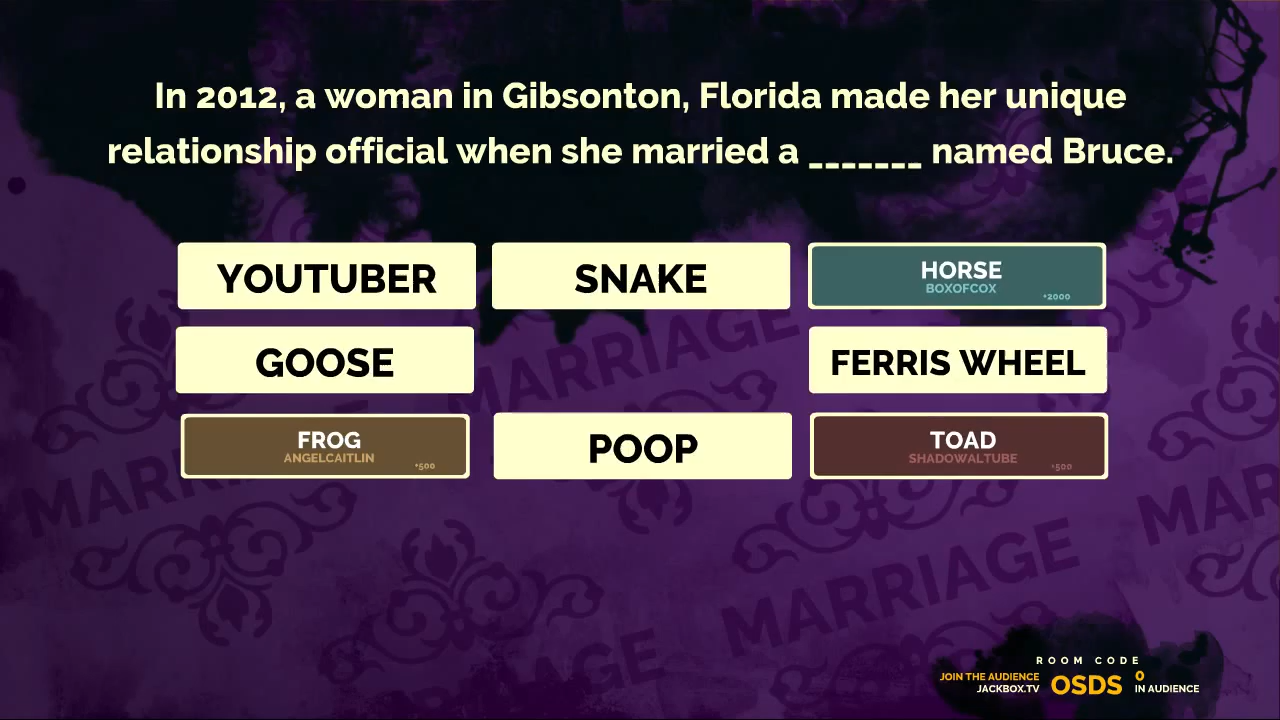 In 2012, a woman in Gibsonton, Florida made her unique
relationship official when she married a _______ named Bruce.
YOUTUBER
SNAKE
HORSE
BOXOFCOX
+2000
GOOSE
FERRIS WHEEL
FROG
ANGELCAITLIN
+500
POOP
TOAD
SHADOWALTUBE
+500
MARRIAGE
MARRIAGE
MARRIAGE
ROOM CODE
JOIN THE AUDIENCE
JACKBOX.TV
OSDS
0
IN AUDIENCE